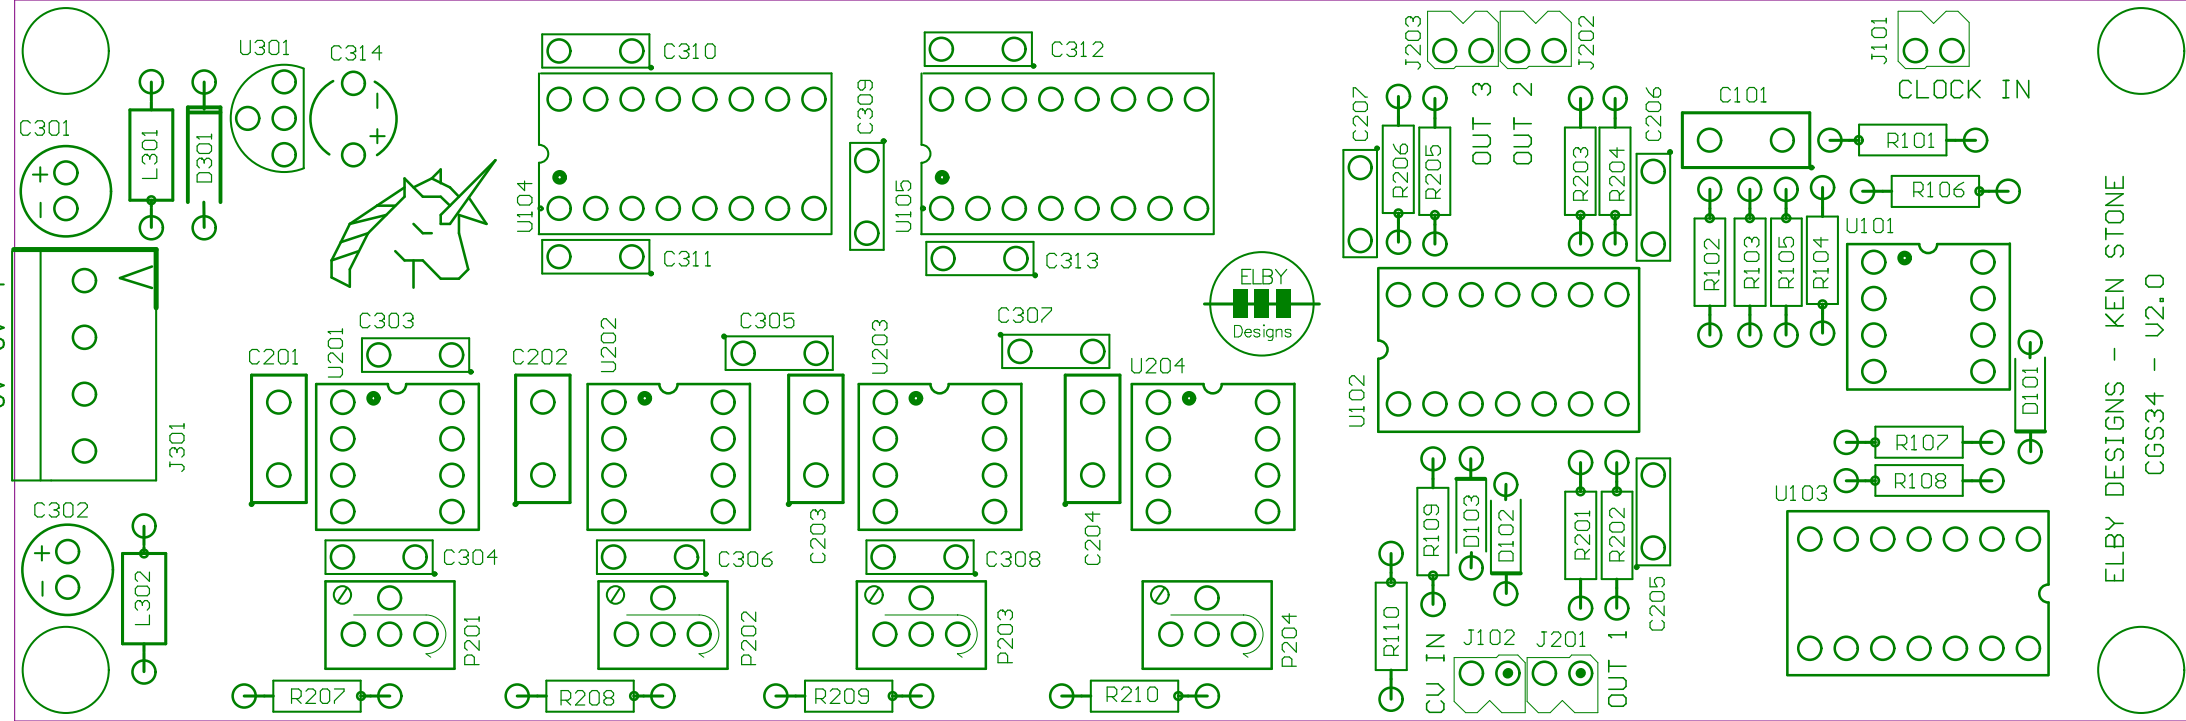 U301
C314
C310
C312
J203
J202
J101
CLOCK IN
C301
L301
D301
C309
C207
OUT 3
OUT 2
C206
C101
R101
R206
R205
R203
R204
R106
U104
U105
U101
C311
C313
R102
R103
R105
R104
ELBY
Designs
C303
C305
C307
C201
U201
C202
U202
U203
U204
U102
D101
J301
R107
R108
U103
C302
C203
C204
R109
D103
D102
R201
R202
C304
C306
C308
C205
L302
P201
P202
P203
P204
R110
J102
J201
CV IN
OUT 1
R207
R208
R209
R210
ELBY DESIGNS - KEN STONE
CGS34 - V2.0